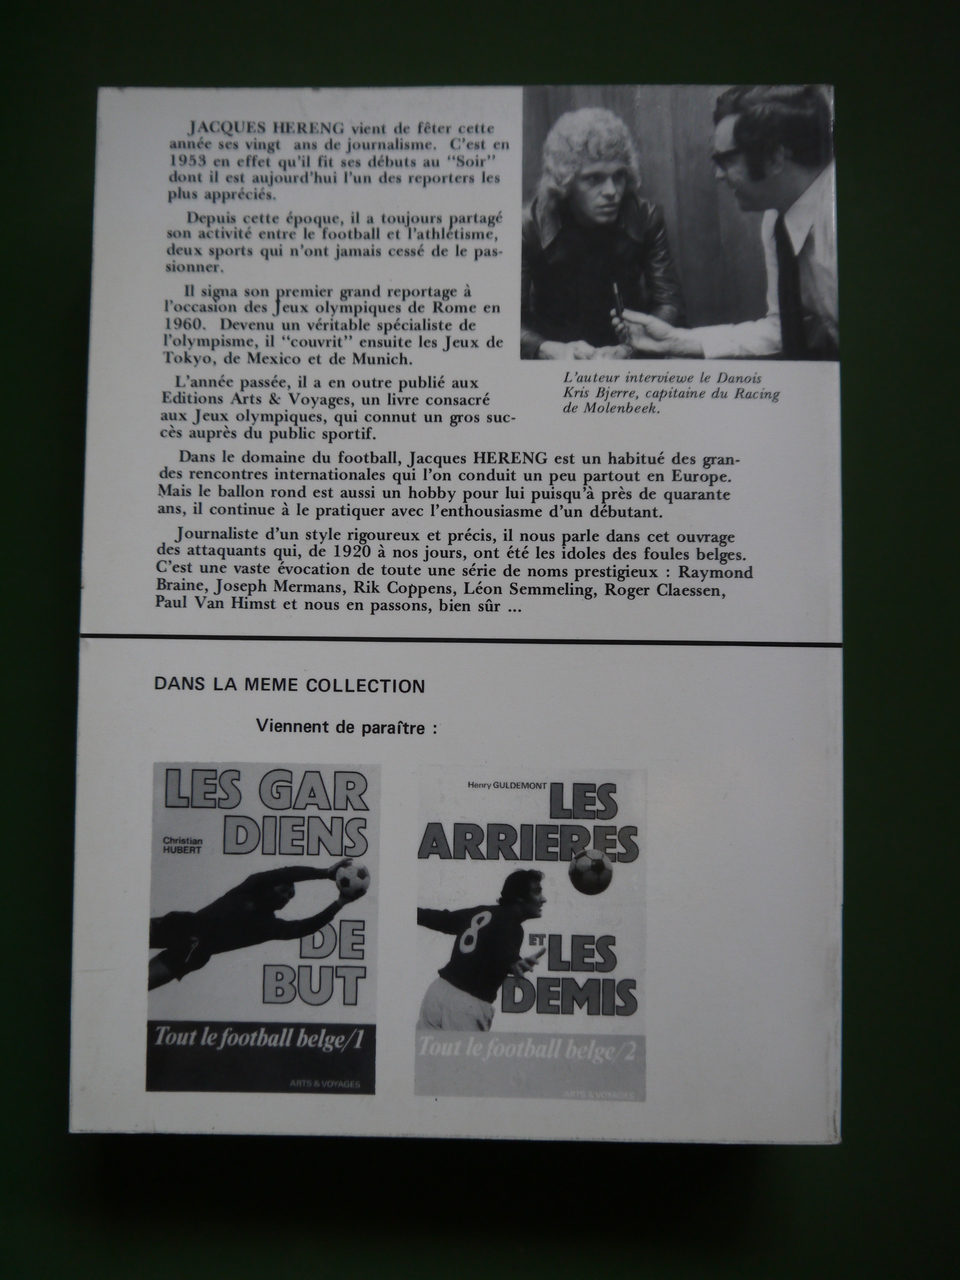 JACQUES HERENG vient de fêter cette
année ses vingt ans de journalisme. C'est en
1953 en effet qu'il fit ses débuts au "Soir"
dont il est aujourd'hui l'un des reporters les
plus appréciés.
Depuis cette époque, il a toujours partagé
son activité entre le football et l'athlétisme,
deux sports qui n'ont jamais cessé de le pas-
sionner.
Il signa son premier grand reportage à
l'occasion des Jeux olympiques de Rome en
1960. Devenu un véritable spécialiste de
l'olympisme, il "couvrit" ensuite les Jeux de
Tokyo, de Mexico et de Munich.
L'année passée, il a en outre publié aux
Editions Arts & Voyages, un livre consacré
aux Jeux olympiques, qui connut un gros suc-
cès auprès du public sportif.
L'auteur interviewe le Danois
Kris Bjerre, capitaine du Racing
de Molenbeek.
Dans le domaine du football, Jacques HERENG est un habitué des gran-
des rencontres internationales qui l'on conduit un peu partout en Europe.
Mais le ballon rond est aussi un hobby pour lui puisqu'à près de quarante
ans, il continue à le pratiquer avec l'enthousiasme d'un débutant.
Journaliste d'un style rigoureux et précis, il nous parle dans cet ouvrage
des attaquants qui, de 1920 à nos jours, ont été les idoles des foules belges.
C'est une vaste évocation de toute une série de noms prestigieux : Raymond
Braine, Joseph Mermans, Rik Coppens, Léon Semmeling, Roger Claessen,
Paul Van Himst et nous en passons, bien sûr ...
DANS LA MEME COLLECTION
Viennent de paraître :
LES GAR
DIENS
Christian
HUBERT
DE
BUT
Tout le football belge/1
ARTS & VOYAGES
Henry GULDEMONT
LES
ARRIERES
8
ET LES
DEMIS
Tout le football belge/2
ARTS & VOYAGES